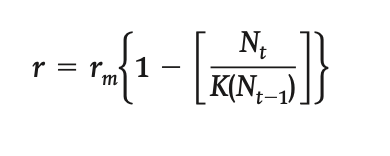 r = r_m{1 − [N_t / K(N_{t−1})]}